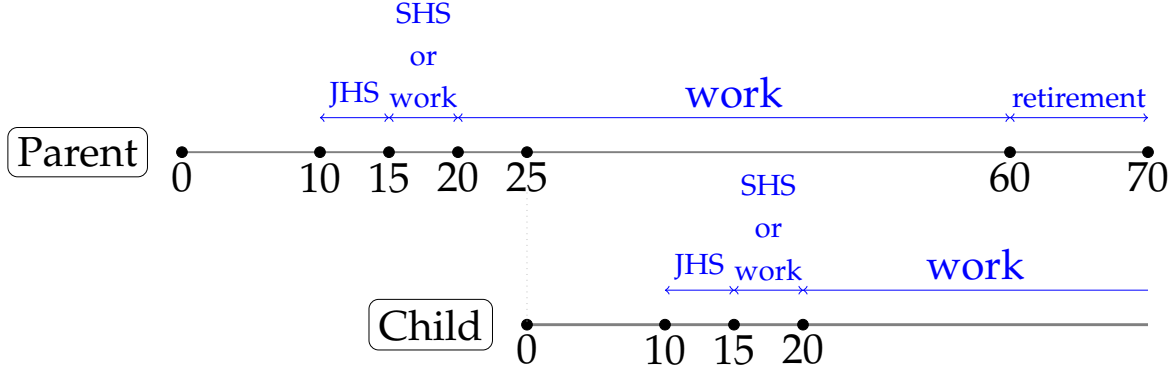 SHS
or
JHS work work retirement
Parent
0 10 15 20 25 60 70
SHS
or
JHS work work
Child
0 10 15 20